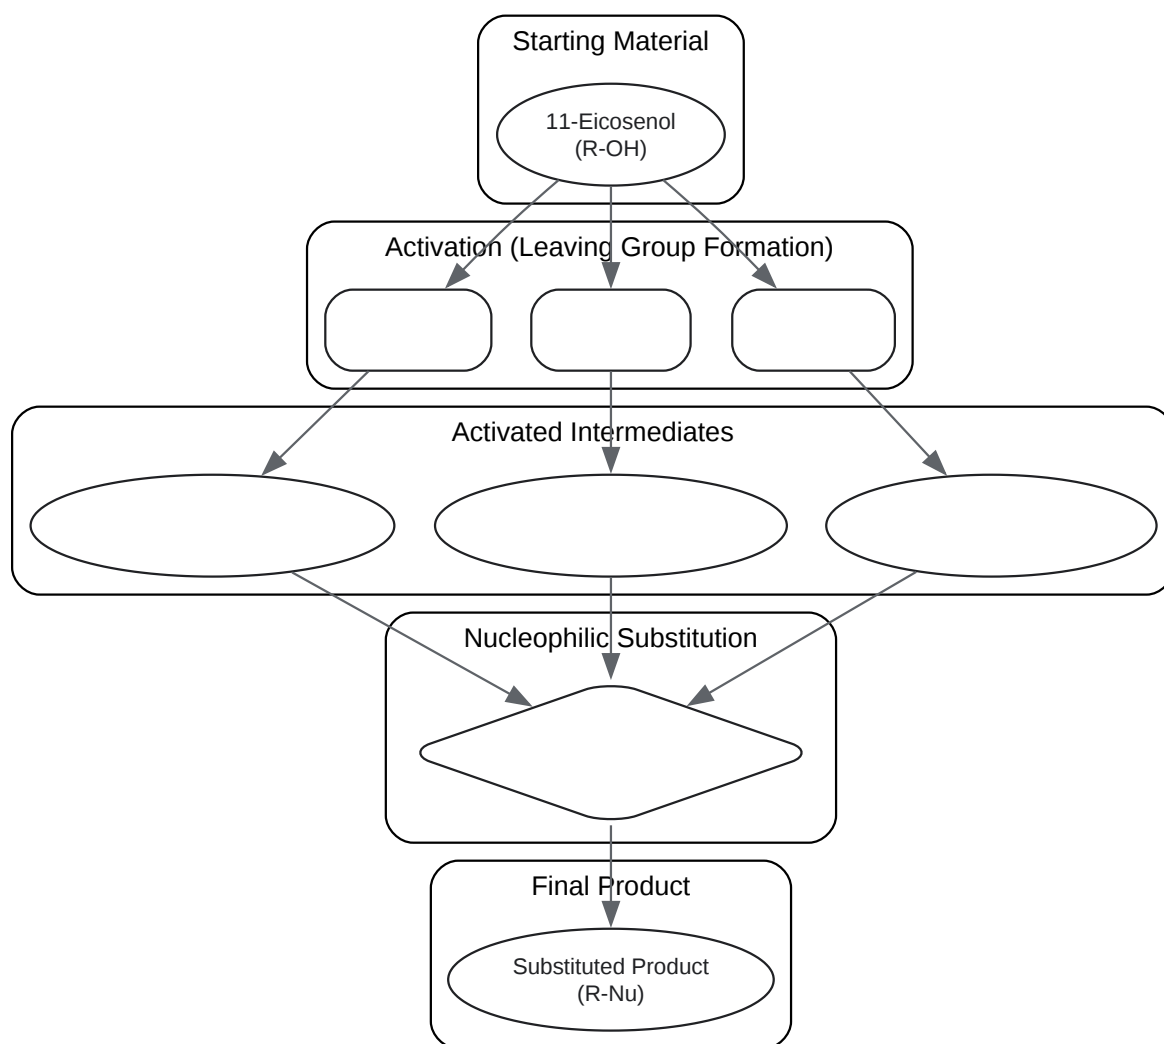 Starting Material
11-Eicosenol
(R-OH)
Activation (Leaving Group Formation)
Activated Intermediates
Nucleophilic Substitution
Final Product
Substituted Product
(R-Nu)